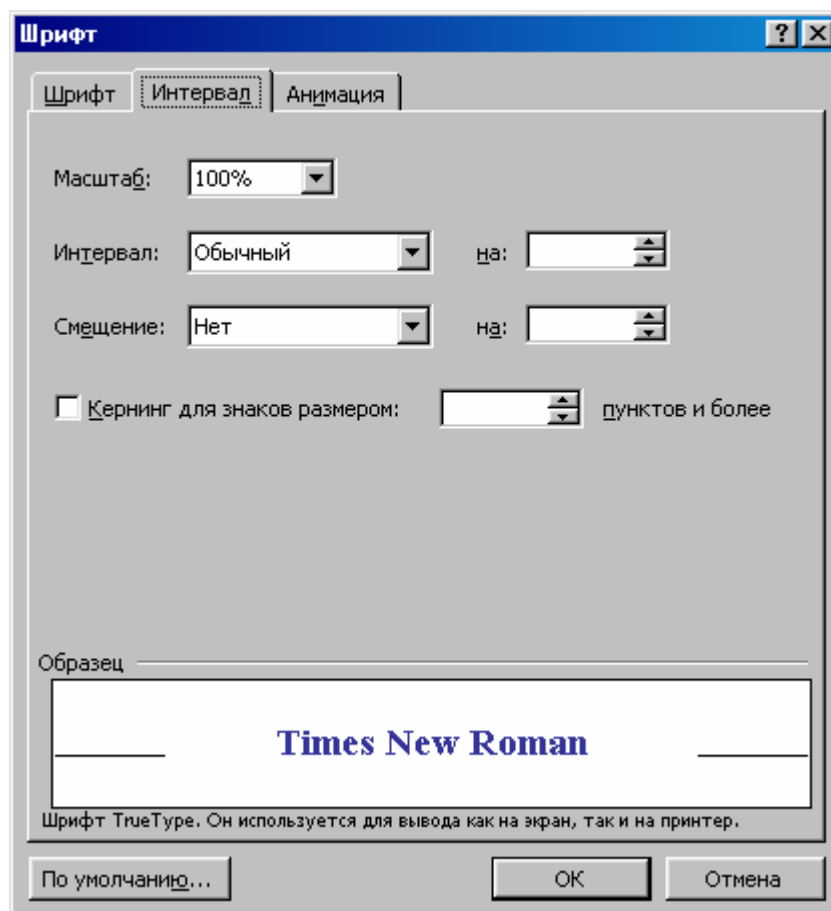 Шрифт
Шрифт Интервал Анимация
Масштаб: 100%
Интервал: Обычный на:
Смещение: Нет на:
Кернинг для знаков размером: пунктов и более
Образец
Times New Roman
Шрифт TrueType. Он используется для вывода как на экран, так и на принтер.
По умолчанию... ОК Отмена